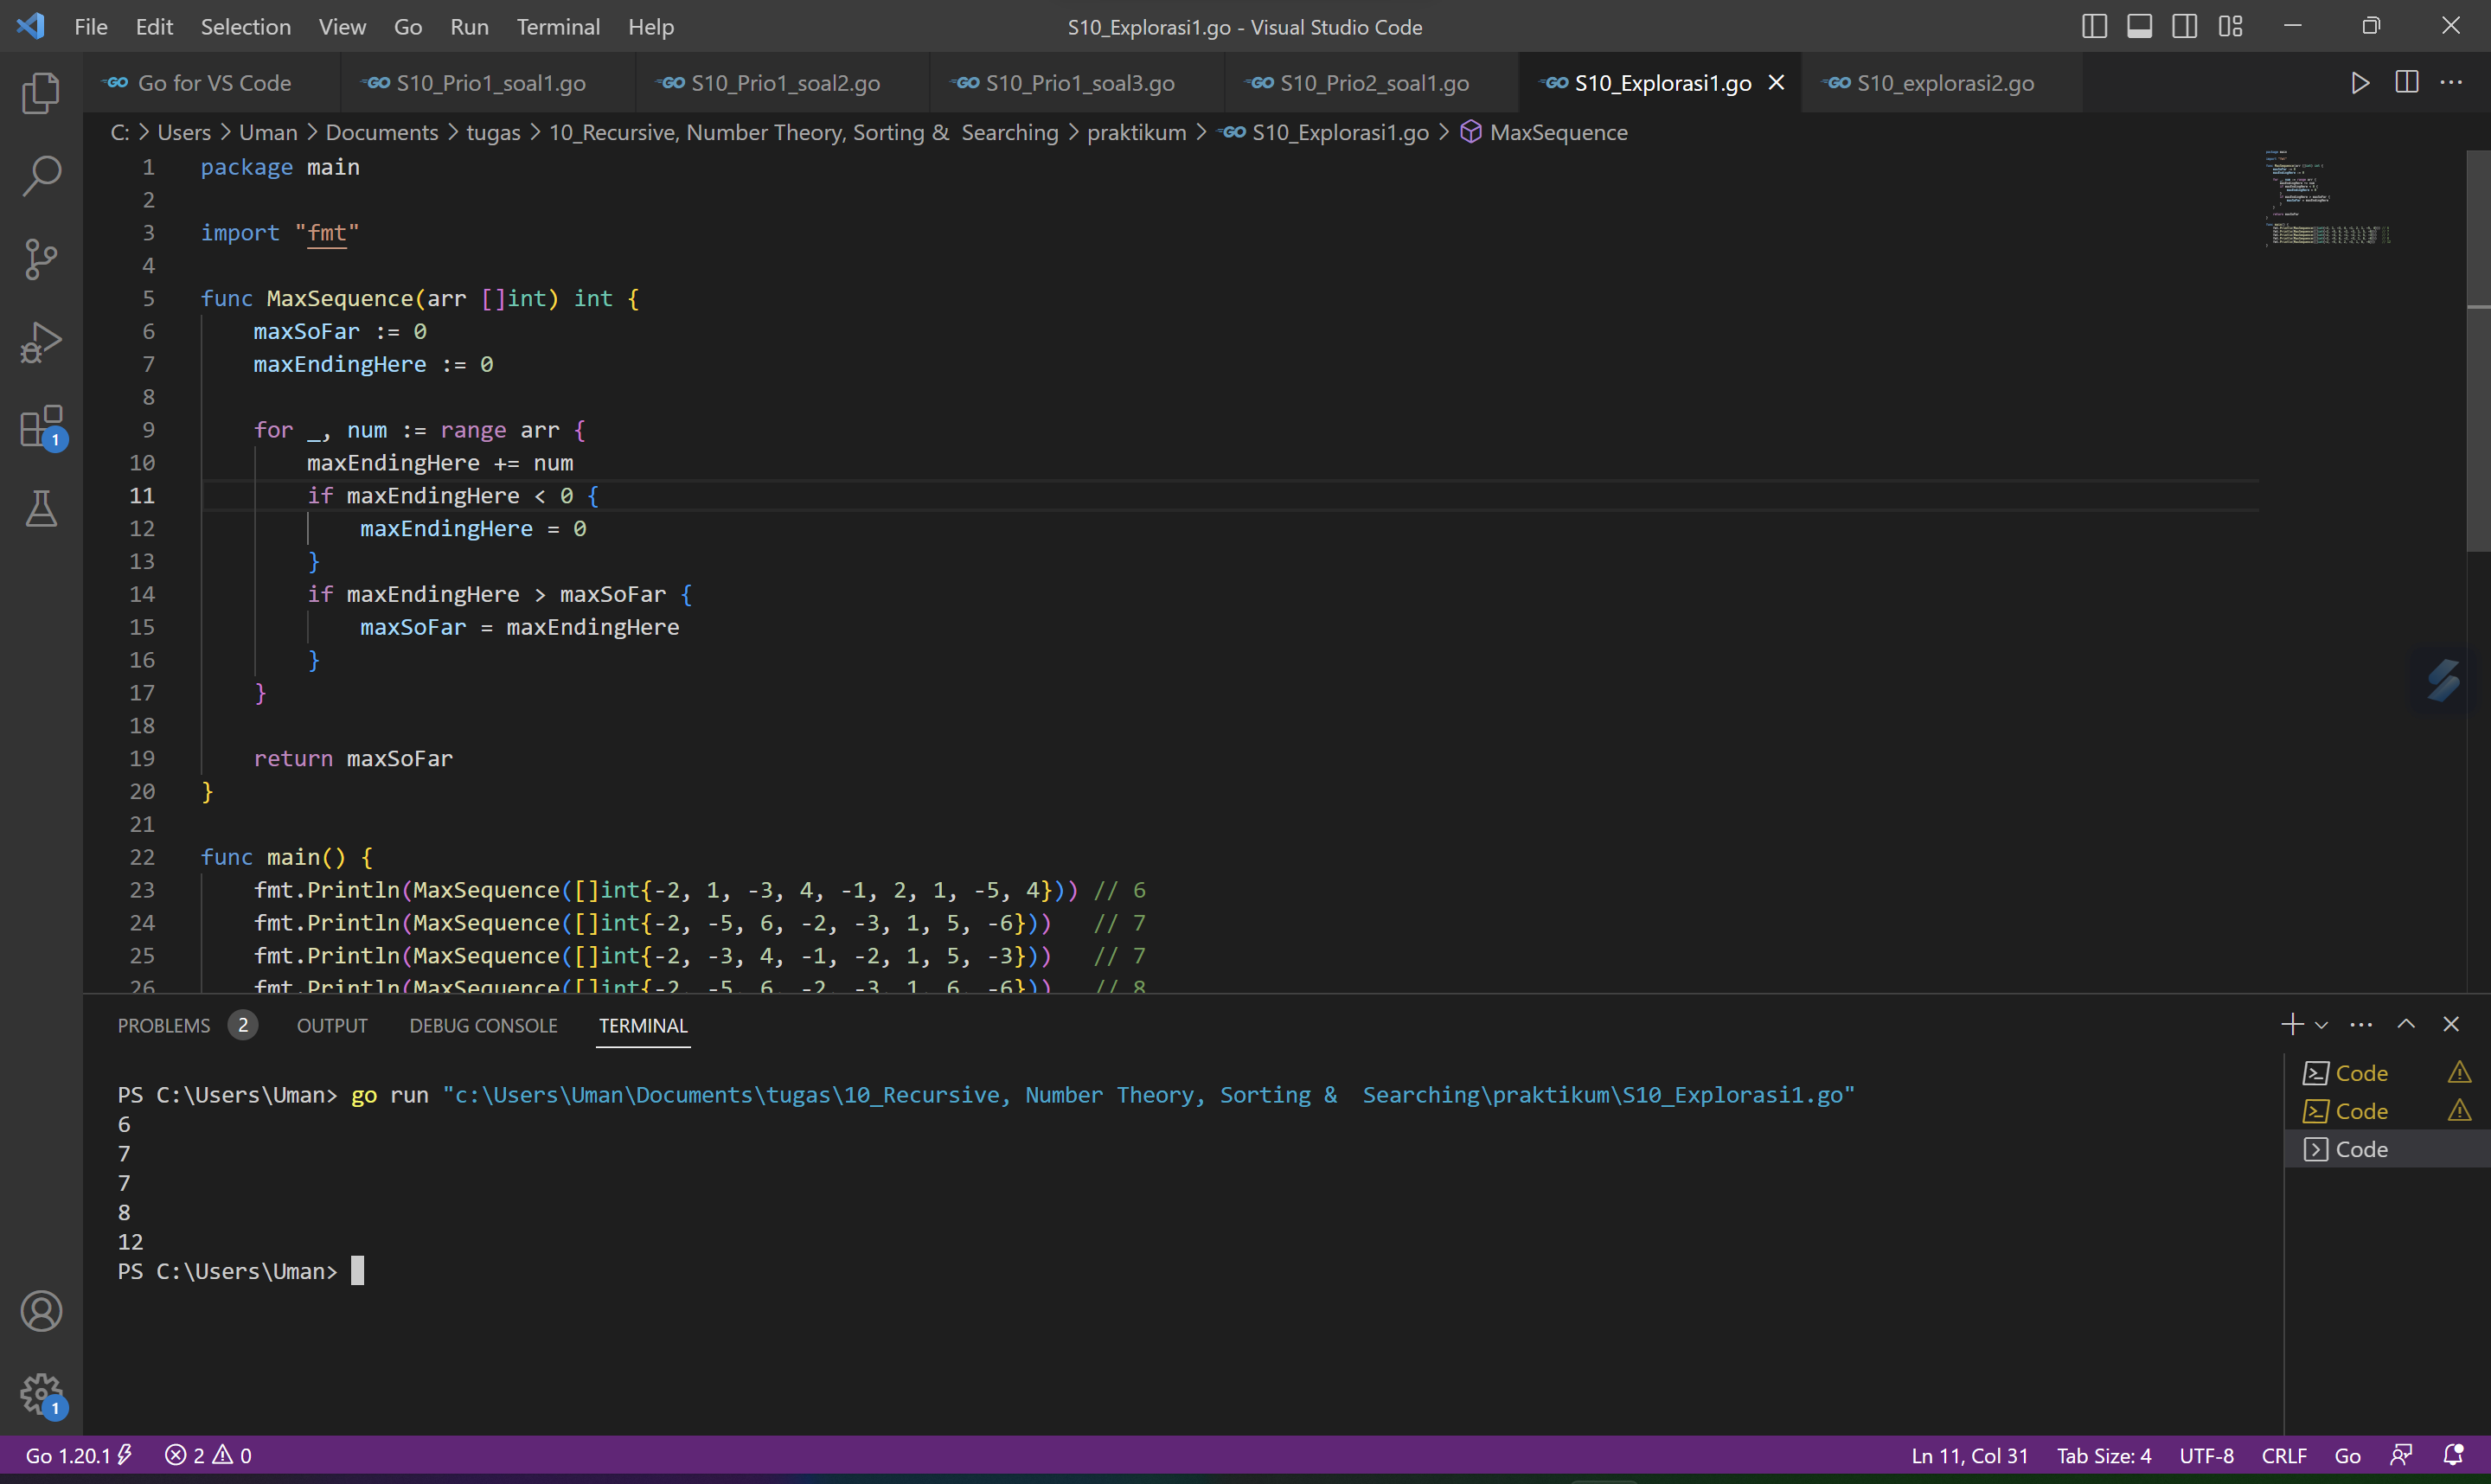 File Edit Selection View Go Run Terminal Help S10_Explorasi1.go - Visual Studio Code
GO Go for VS Code GO S10_Prio1_soal1.go GO S10_Prio1_soal2.go GO S10_Prio1_soal3.go GO S10_Prio2_soal1.go GO S10_Explorasi1.go GO S10_explorasi2.go
C: > Users > Uman > Documents > tugas > 10_Recursive, Number Theory, Sorting &  Searching > praktikum > GO S10_Explorasi1.go > MaxSequence
1 package main
2
3 import "fmt"
4
5 func MaxSequence(arr []int) int {
6     maxSoFar := 0
7     maxEndingHere := 0
8
9     for _, num := range arr {
10         maxEndingHere += num
11         if maxEndingHere < 0 {
12             maxEndingHere = 0
13         }
14         if maxEndingHere > maxSoFar {
15             maxSoFar = maxEndingHere
16         }
17     }
18
19     return maxSoFar
20 }
21
22 func main() {
23     fmt.Println(MaxSequence([]int{-2, 1, -3, 4, -1, 2, 1, -5, 4})) // 6
24     fmt.Println(MaxSequence([]int{-2, -5, 6, -2, -3, 1, 5, -6}))   // 7
25     fmt.Println(MaxSequence([]int{-2, -3, 4, -1, -2, 1, 5, -3}))   // 7
26     fmt.Println(MaxSequence([]int{-2, -5, 6, -2, -3, 1, 6, -6}))   // 8
1
PROBLEMS 2 OUTPUT DEBUG CONSOLE TERMINAL
PS C:\Users\Uman> go run "c:\Users\Uman\Documents\tugas\10_Recursive, Number Theory, Sorting &  Searching\praktikum\S10_Explorasi1.go"
6
7
7
8
12
PS C:\Users\Uman>
Code
Code
Code
1
Go 1.20.1 2 0 Ln 11, Col 31 Tab Size: 4 UTF-8 CRLF Go